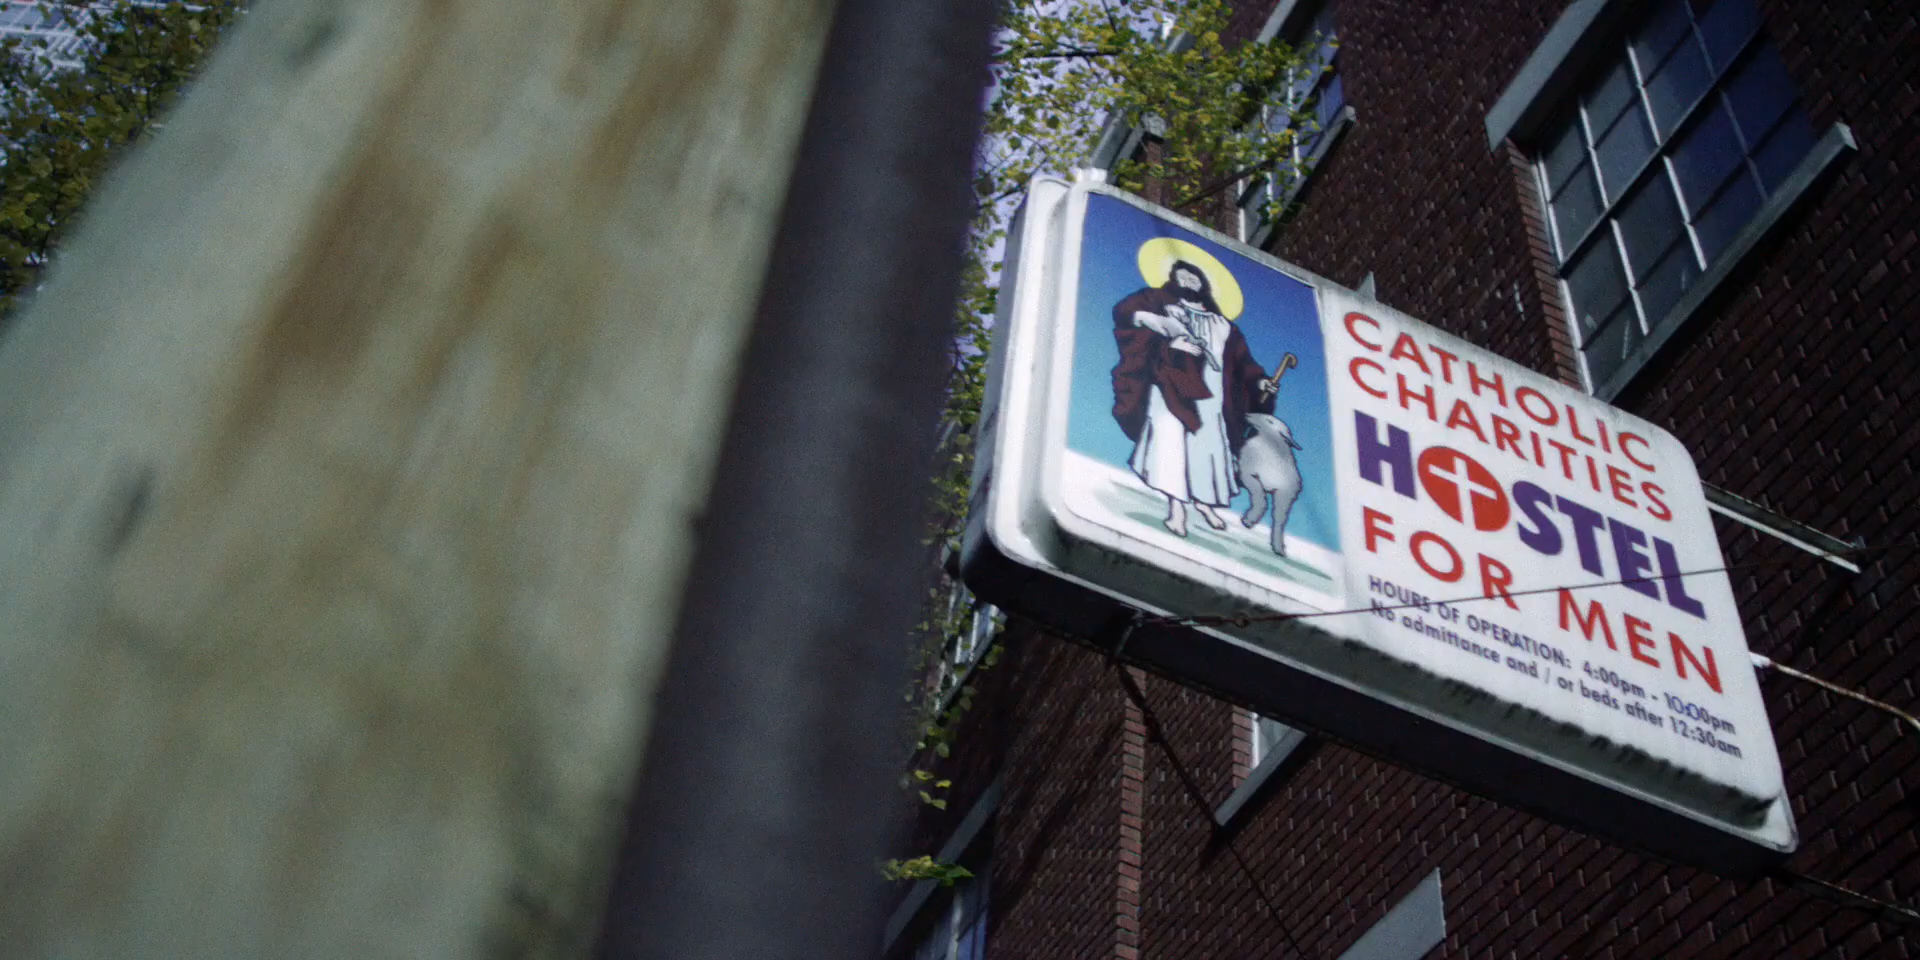 CATHOLIC
CHARITIES
HOSTEL
FOR MEN
HOURS OF OPERATION: 4:00pm - 10:00pm
No admittance and / or beds after 12:30am